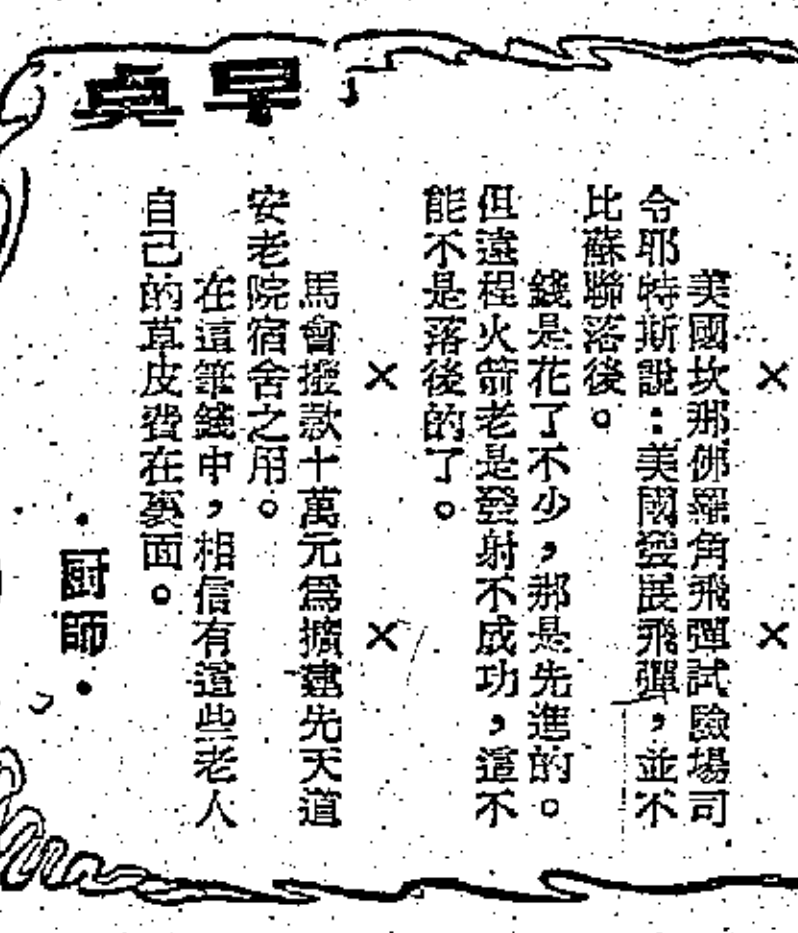 早奌
× ×
美國坎那佛羅角飛彈試驗場司
令耶特斯說：美國發展飛彈，並不
比蘇聯落後。
錢是花了不少，那是先進的。
但遠程火箭老是發射不成功，這不
能不是落後的了。
× ×
馬會撥款十萬元爲擴建先天道
安老院宿舍之用。
在這筆錢中，相信有這些老人
自己的草皮費在裏面。
·厨師·